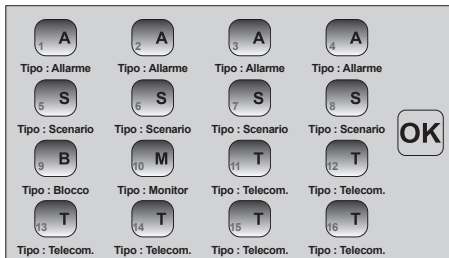 1 A 2 A 3 A 4 A
Tipo : Allarme Tipo : Allarme Tipo : Allarme Tipo : Allarme
5 S 6 S 7 S 8 S
Tipo : Scenario Tipo : Scenario Tipo : Scenario Tipo : Scenario
OK
9 B 10 M 11 T 12 T
Tipo : Blocco Tipo : Monitor Tipo : Telecom. Tipo : Telecom.
13 T 14 T 15 T 16 T
Tipo : Telecom. Tipo : Telecom. Tipo : Telecom. Tipo : Telecom.